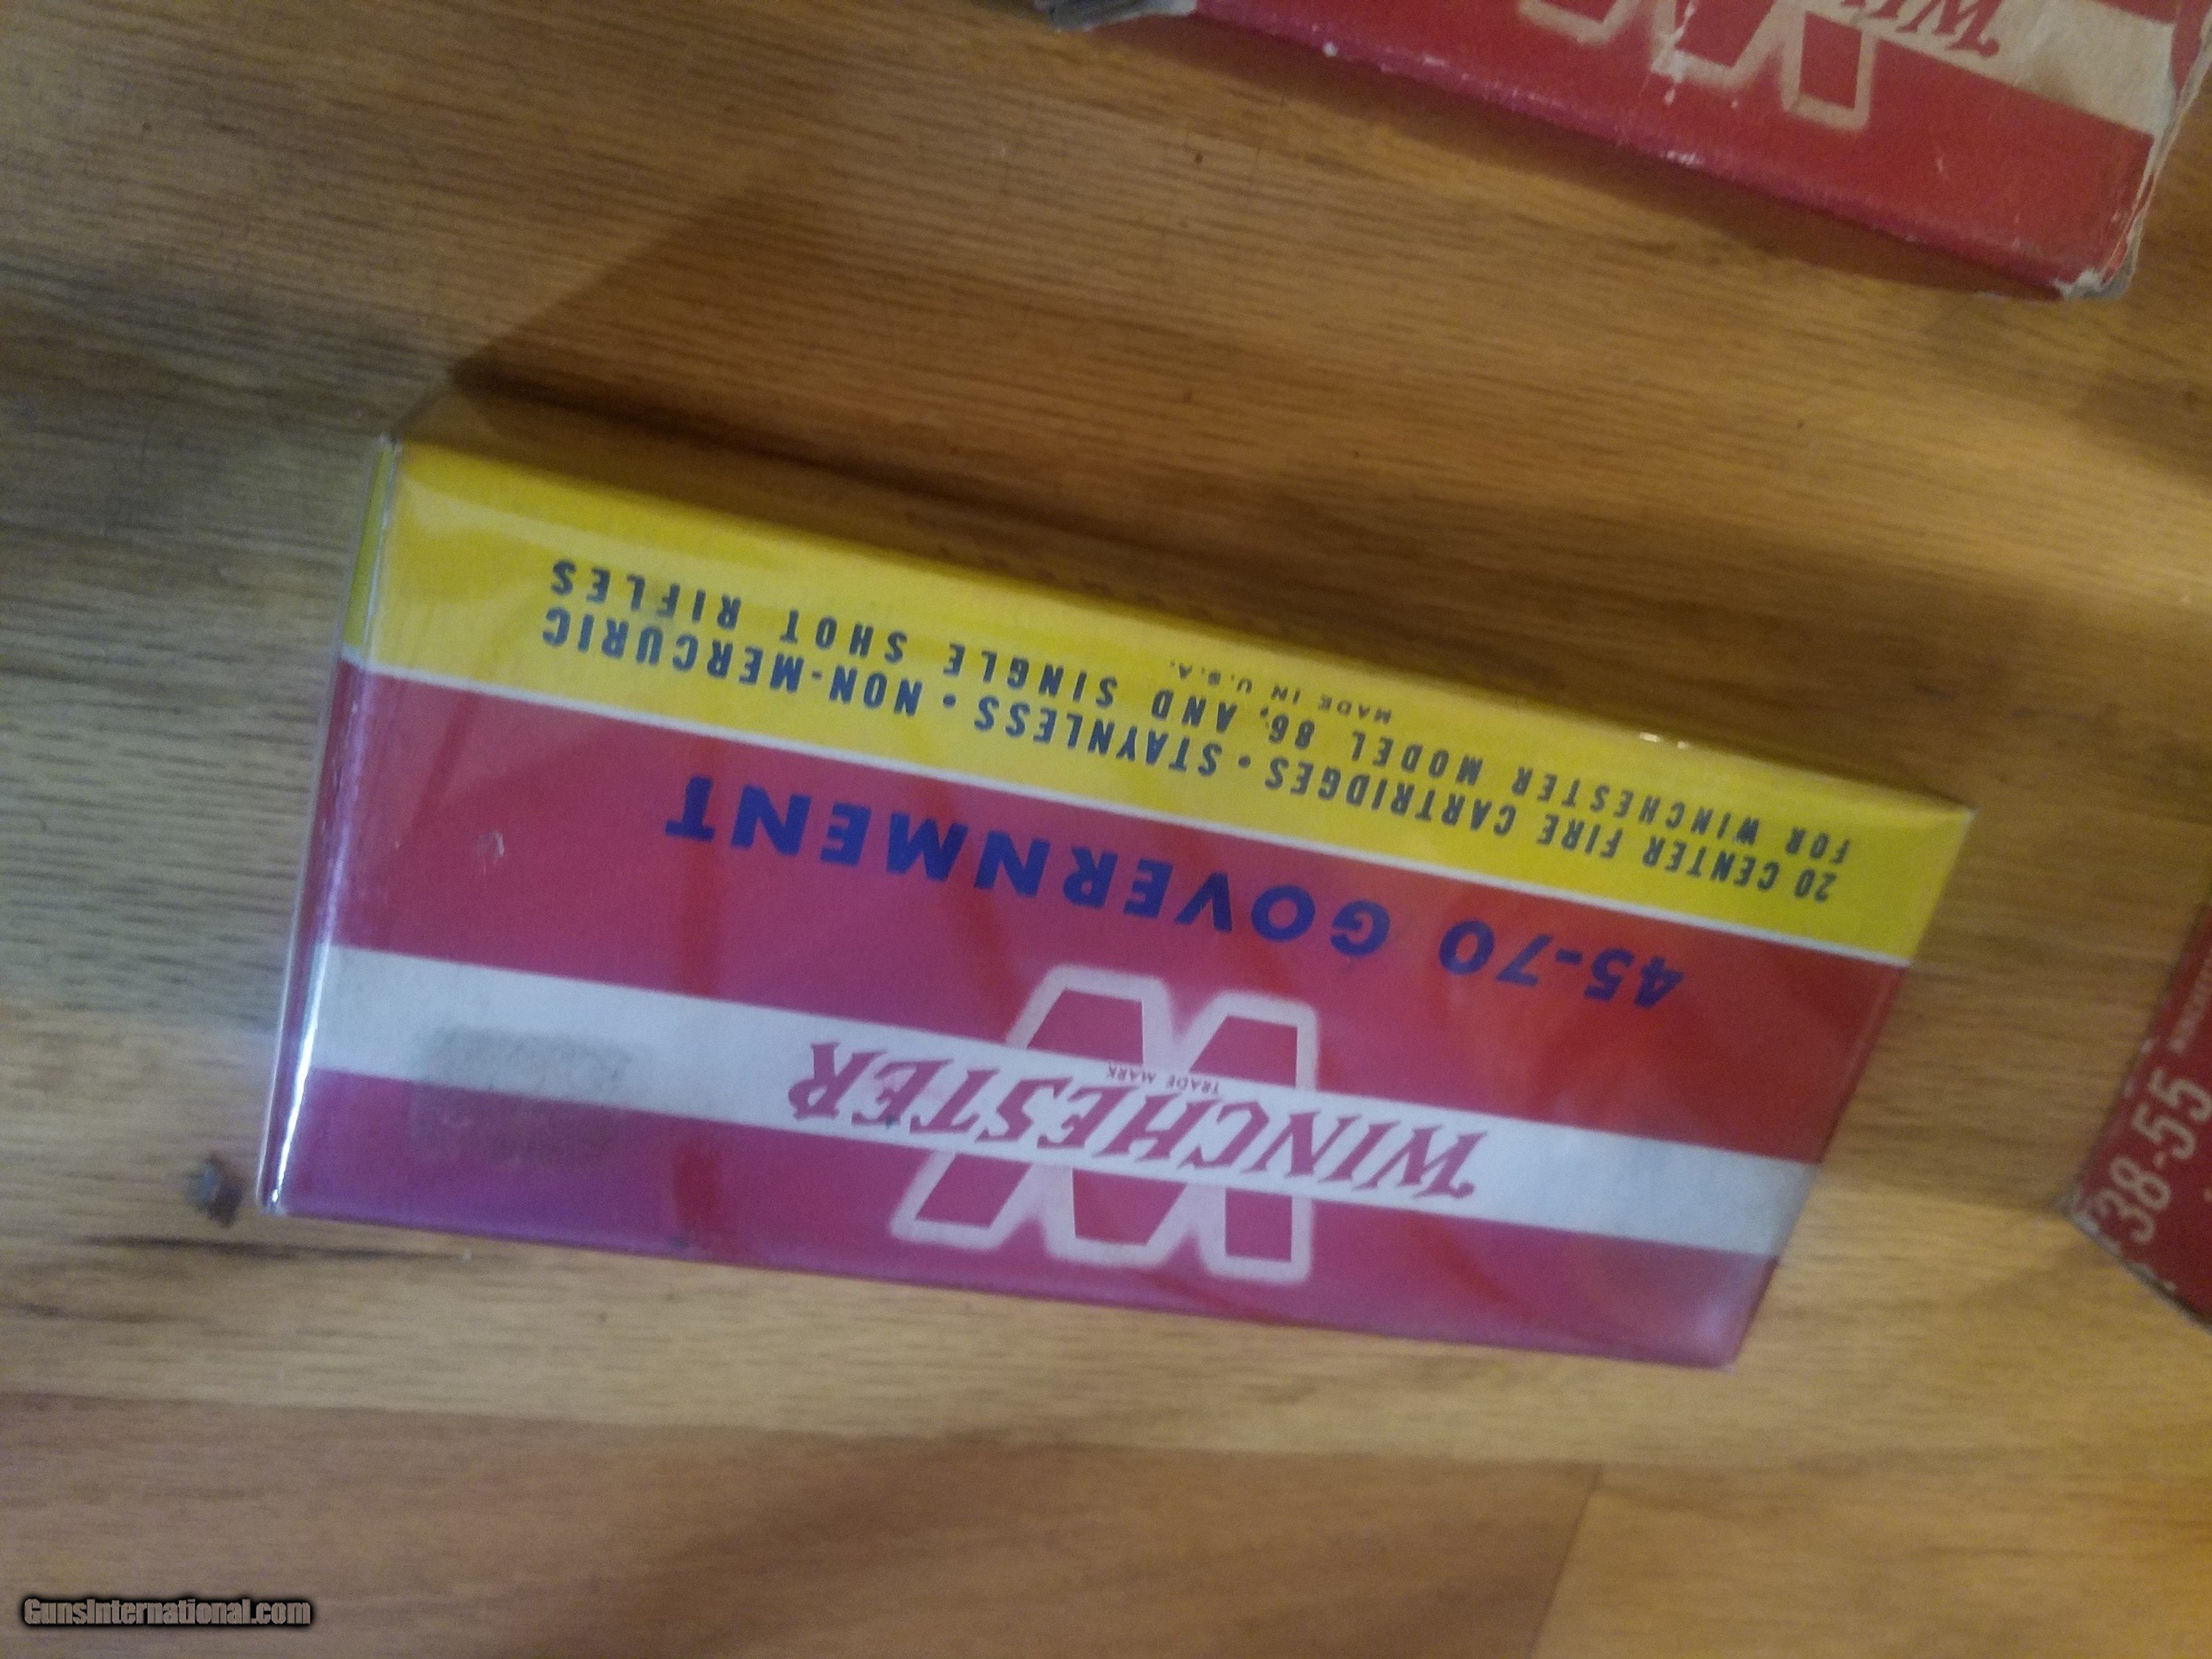 WINCHESTER
TRADE MARK
45-70 GOVERNMENT
20 CENTER FIRE CARTRIDGES • STAYNLESS • NON-MERCURIC
FOR WINCHESTER MODEL 86, AND SINGLE SHOT RIFLES
MADE IN U.S.A.
38-55
GunsInternational.com